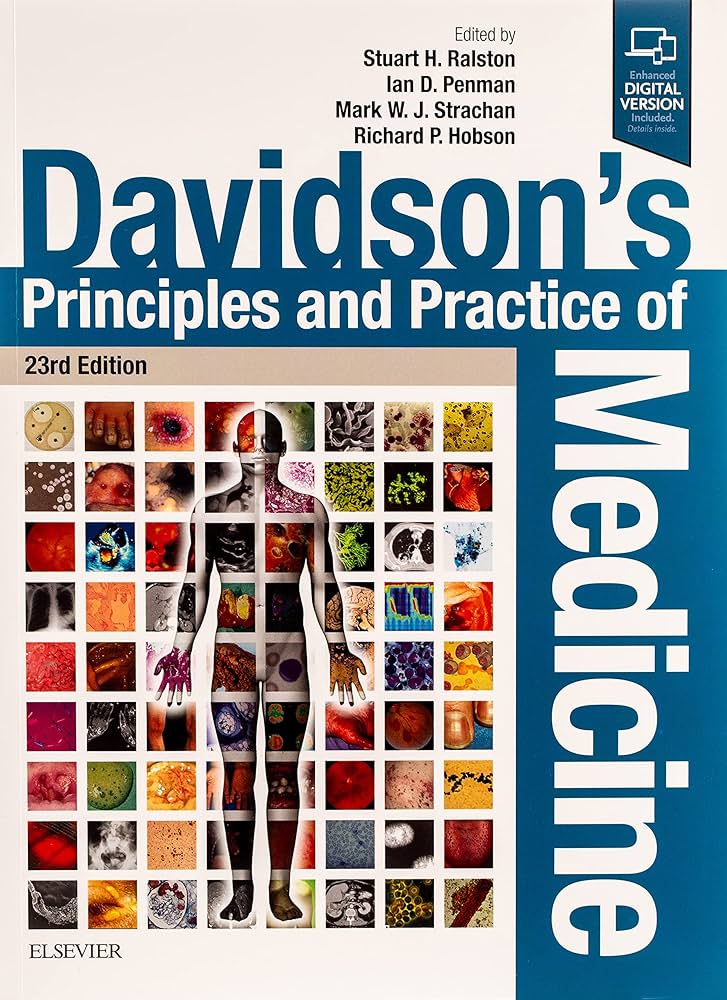 Edited by
Stuart H. Ralston
Ian D. Penman
Mark W. J. Strachan
Richard P. Hobson
Enhanced
DIGITAL
VERSION
Included.
Details inside.
Davidson's
Principles and Practice of
Medicine
23rd Edition
ELSEVIER